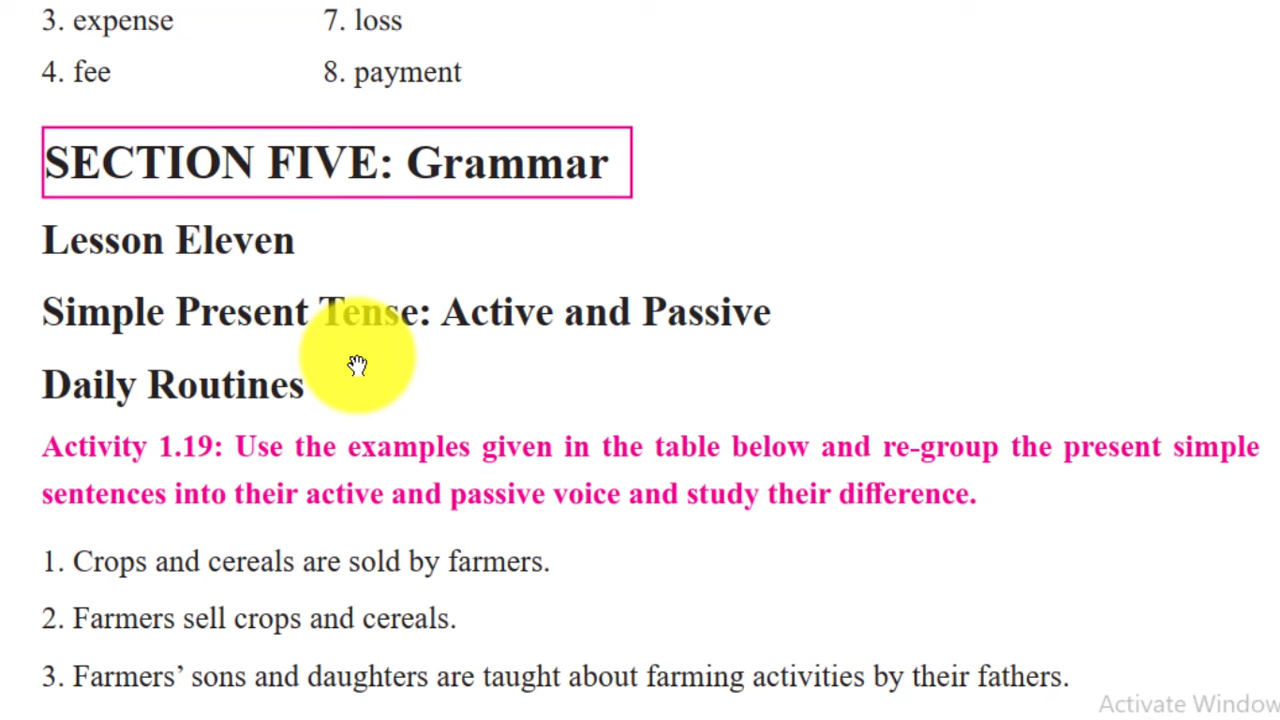 3. expense 7. loss
4. fee 8. payment
SECTION FIVE: Grammar
Lesson Eleven
Simple Present Tense: Active and Passive
Daily Routines
Activity 1.19: Use the examples given in the table below and re-group the present simple
sentences into their active and passive voice and study their difference.
1. Crops and cereals are sold by farmers.
2. Farmers sell crops and cereals.
3. Farmers’ sons and daughters are taught about farming activities by their fathers.
Activate Window